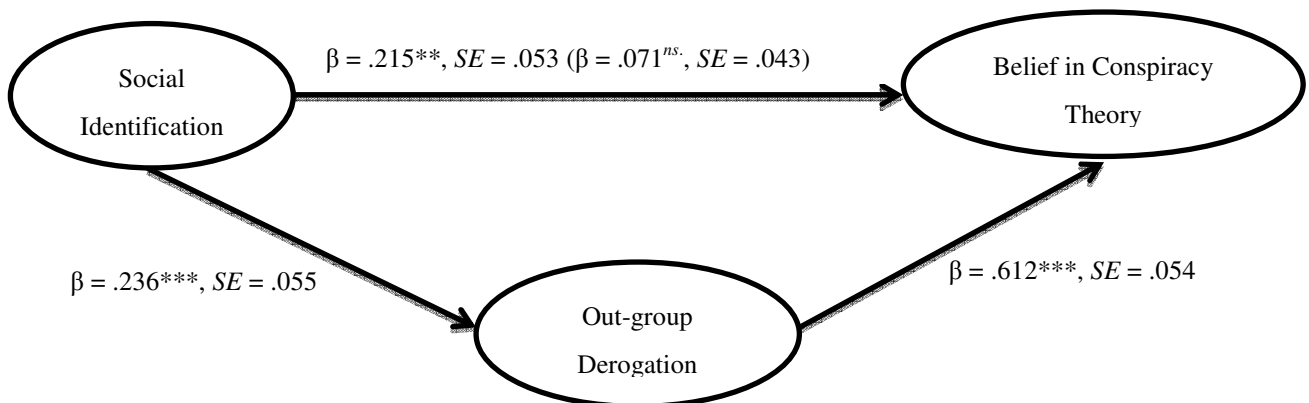 β = .215**, SE = .053 (β = .071ns., SE = .043)
Social
Identification
Belief in Conspiracy
Theory
β = .236***, SE = .055
β = .612***, SE = .054
Out-group
Derogation